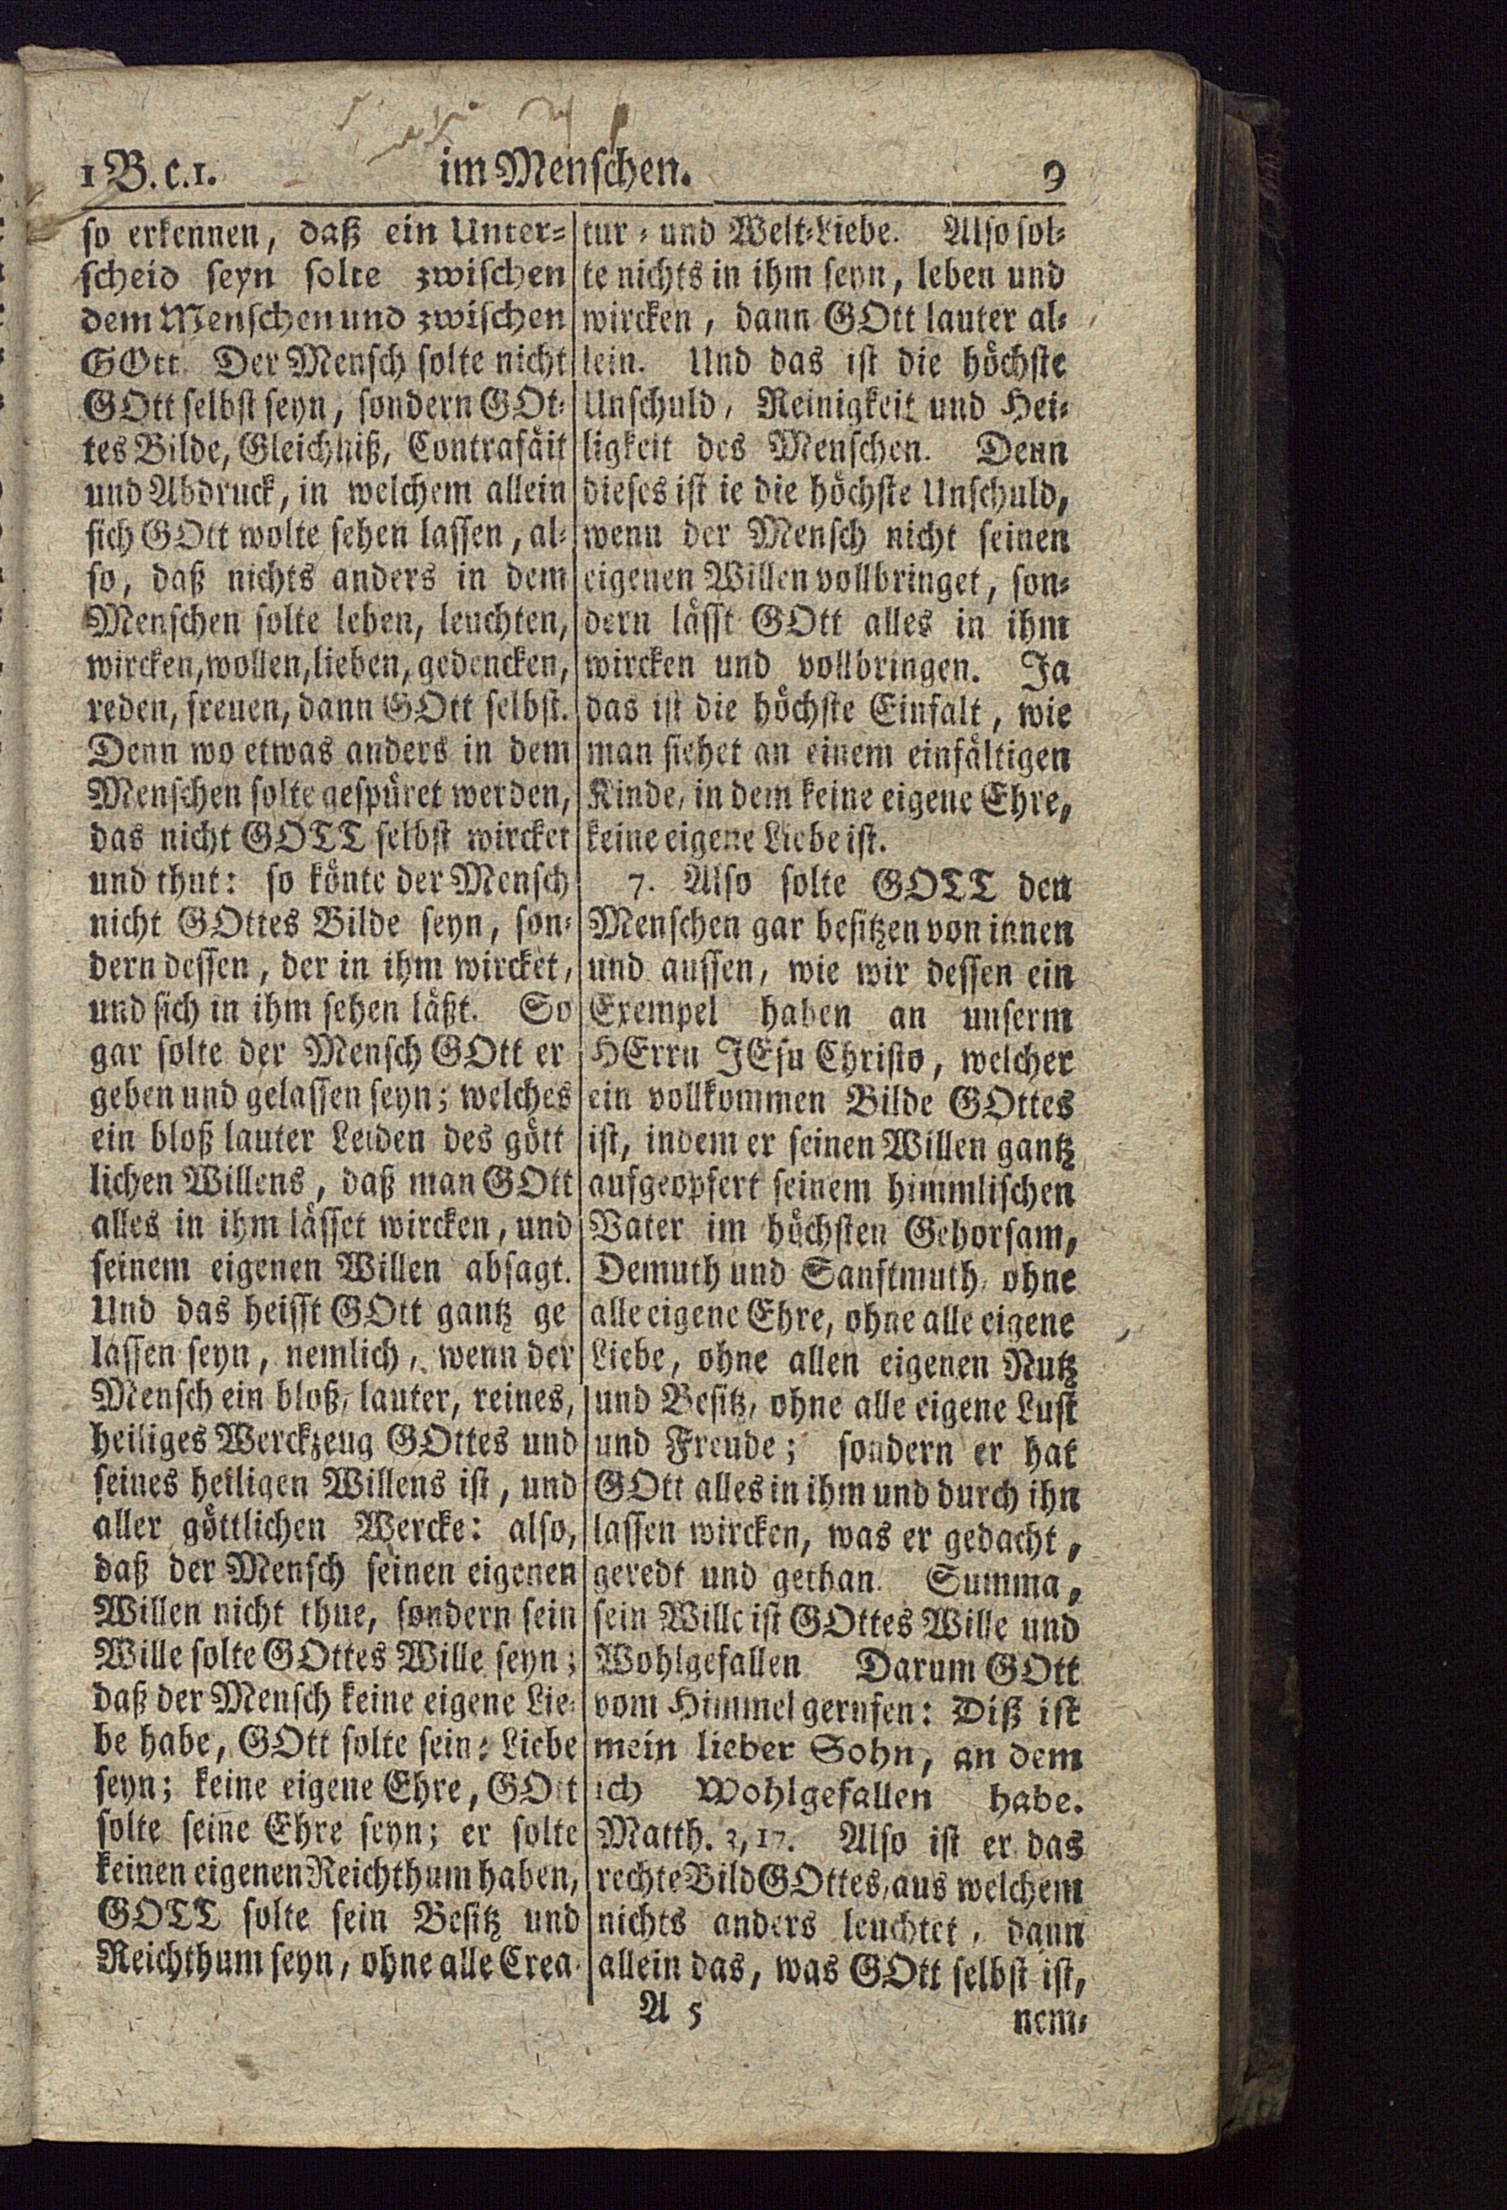 1 B. c. 1. im Menschen. 9
so erkennen, daß ein Unter-
scheid seyn solte zwischen
dem Menschen und zwischen
GOtt. Der Mensch solte nicht
GOtt selbst seyn, sondern GOt-
tes Bilde, Gleichniß, Contrafäit
und Abdruck, in welchem allein
sich GOtt wolte sehen lassen, al-
so, daß nichts anders in dem
Menschen solte leben, leuchten,
wircken, wollen, lieben, gedencken,
reden, freuen, dann GOtt selbst.
Denn wo etwas anders in dem
Menschen solte gespüret werden,
das nicht GOTT selbst wircket
und thut: so könte der Mensch
nicht GOttes Bilde seyn, son-
dern dessen, der in ihm wircket,
und sich in ihm sehen läßt. So
gar solte der Mensch GOtt er
geben und gelassen seyn; welches
ein bloß lauter Leiden des gött
lichen Willens, daß man GOtt
alles in ihm lässet wircken, und
seinem eigenen Willen absagt.
Und das heisst GOtt gantz ge
lassen seyn, nemlich, wenn der
Mensch ein bloß, lauter, reines,
heiliges Werckzeug GOttes und
seines heiligen Willens ist, und
aller göttlichen Wercke: also,
daß der Mensch seinen eigenen
Willen nicht thue, sondern sein
Wille solte GOttes Wille seyn;
daß der Mensch keine eigene Lie-
be habe, GOtt solte seine Liebe
seyn; keine eigene Ehre, GOtt
solte seine Ehre seyn; er solte
keinen eigenen Reichthum haben,
GOTT solte sein Besitz und
Reichthum seyn, ohne alle Crea-
tur- und Welt-Liebe. Also sol-
te nichts in ihm seyn, leben und
wircken, dann GOtt lauter al-
lein. Und das ist die höchste
Unschuld, Reinigkeit und Hei-
ligkeit des Menschen. Denn
dieses ist ie die höchste Unschuld,
wenn der Mensch nicht seinen
eigenen Willen vollbringet, son-
dern lässt GOtt alles in ihm
wircken und vollbringen. Ja
das ist die höchste Einfalt, wie
man siehet an einem einfältigen
Kinde, in dem keine eigene Ehre,
keine eigene Liebe ist.
7. Also solte GOTT den
Menschen gar besitzen von innen
und aussen, wie wir dessen ein
Exempel haben an unserm
HErrn JEsu Christo, welcher
ein vollkommen Bilde GOttes
ist, indem er seinen Willen gantz
aufgeopfert seinem himmlischen
Vater im höchsten Gehorsam,
Demuth und Sanftmuth, ohne
alle eigene Ehre, ohne alle eigene
Liebe, ohne allen eigenen Nutz
und Besitz, ohne alle eigene Lust
und Freude; sondern er hat
GOtt alles in ihm und durch ihn
lassen wircken, was er gedacht,
geredt und gethan. Summa,
sein Wille ist GOttes Wille und
Wohlgefallen Darum GOtt
vom Himmel gerufen: Diß ist
mein lieber Sohn, an dem
ich Wohlgefallen habe.
Matth. 3, 17. Also ist er das
rechte Bild GOttes, aus welchem
nichts anders leuchtet, dann
allein das, was GOtt selbst ist,
A 5 nem-